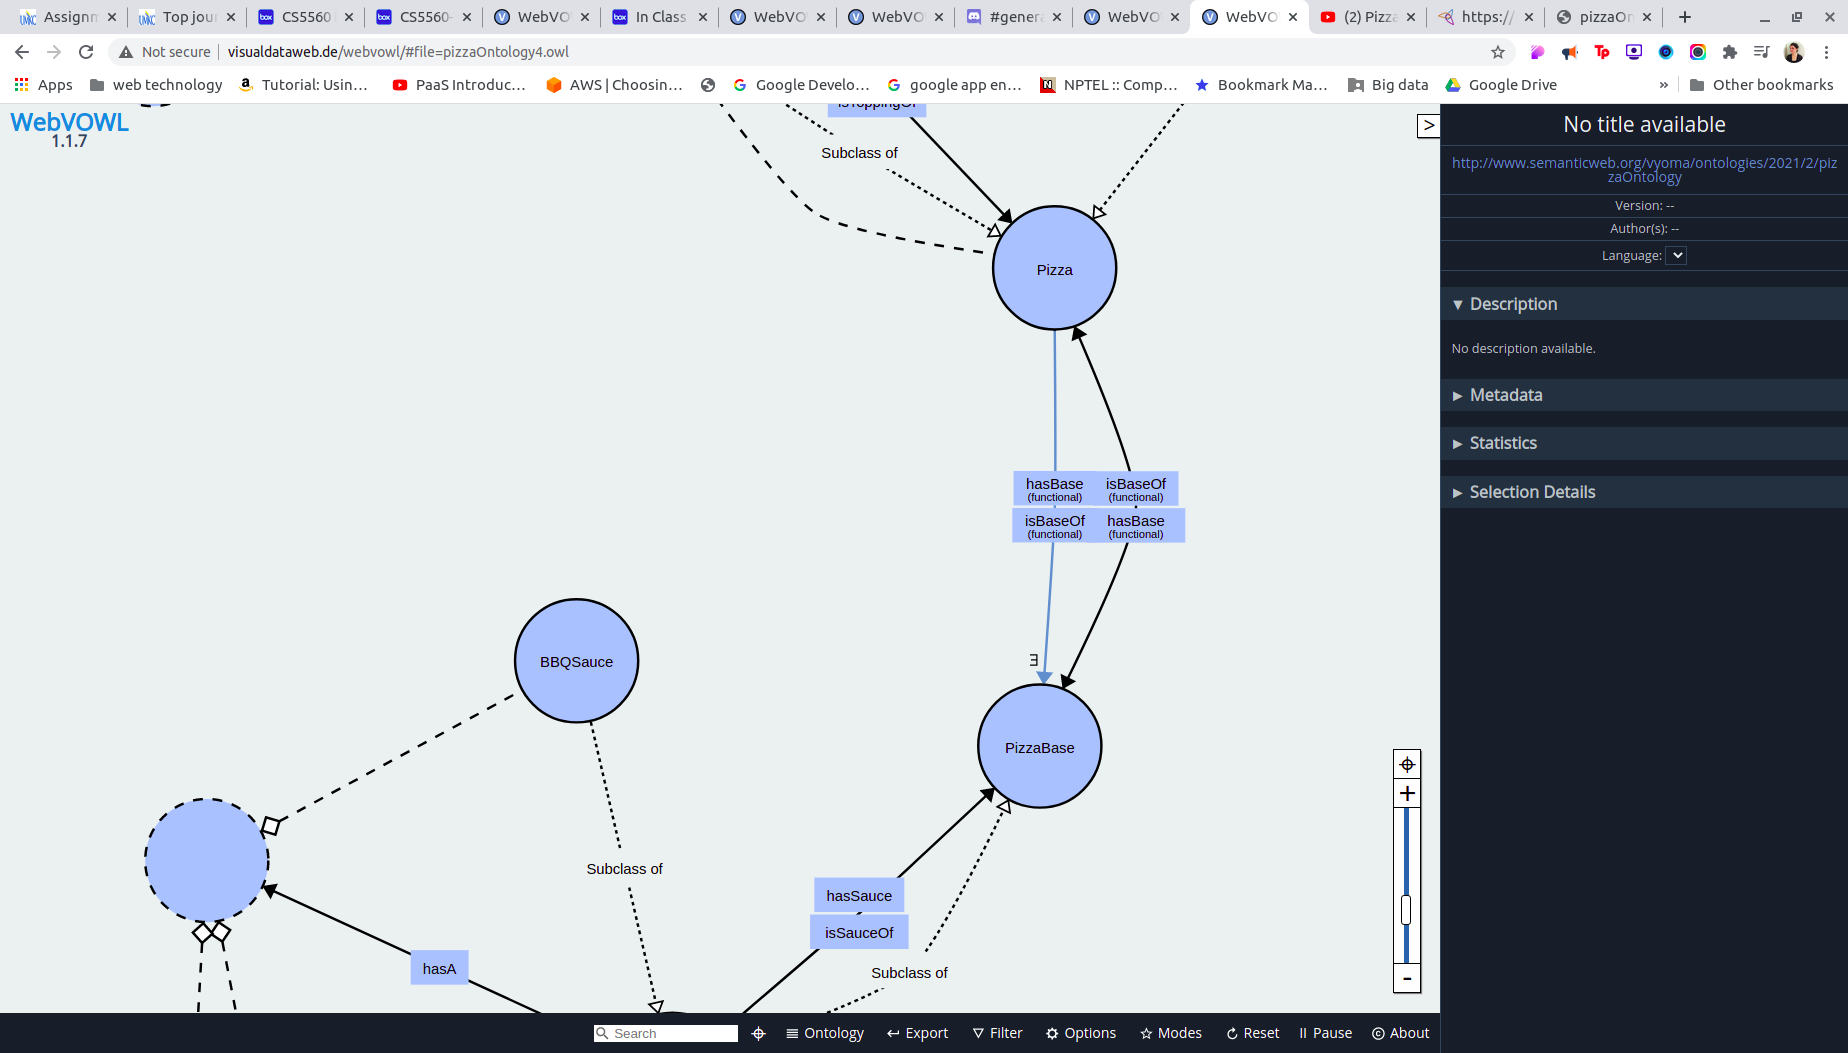 Assignm
Top jour
CS5560
CS5560-
WebVO
In Class
WebVO
WebVO
#genera
WebVO
WebVO
(2) Pizza
https://
pizzaOn
Not secure
visualdataweb.de/webvowl/#file=pizzaOntology4.owl
Apps
web technology
Tutorial: Usin...
PaaS Introduc...
AWS | Choosin...
Google Develo...
google app en...
NPTEL :: Comp...
Bookmark Ma...
Big data
Google Drive
»
Other bookmarks
WebVOWL
1.1.7
isToppingOf
Subclass of
Pizza
hasBase
(functional)
isBaseOf
(functional)
isBaseOf
(functional)
hasBase
(functional)
∃
BBQSauce
PizzaBase
Subclass of
hasSauce
isSauceOf
hasA
Subclass of
>
+
-
No title available
http://www.semanticweb.org/vyoma/ontologies/2021/2/piz
zaOntology
Version: --
Author(s): --
Language:
▼ Description
No description available.
► Metadata
► Statistics
► Selection Details
Search
Ontology
Export
Filter
Options
Modes
Reset
Pause
© About